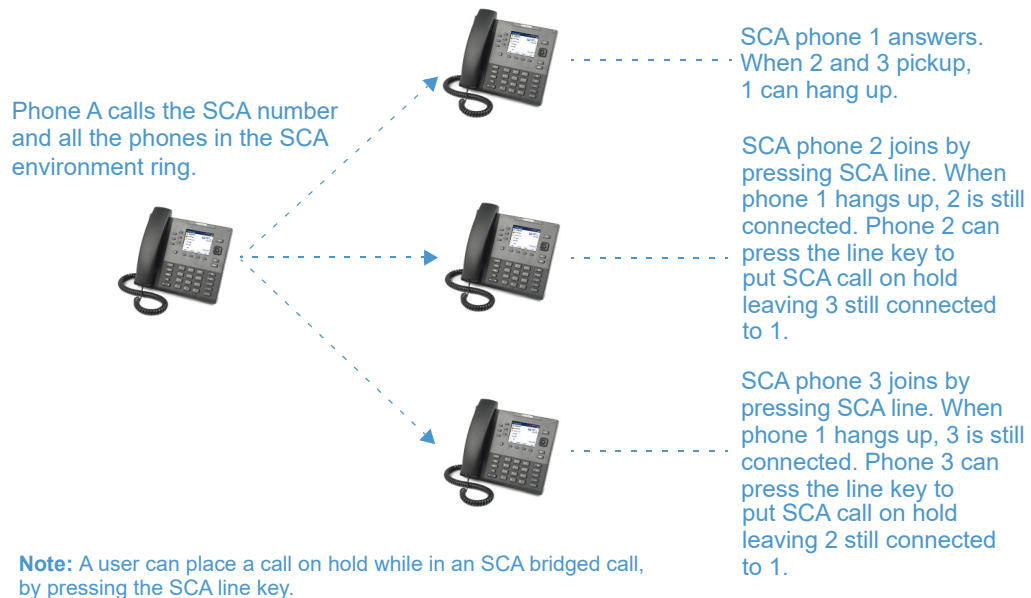 Phone A calls the SCA number
and all the phones in the SCA
environment ring.
SCA phone 1 answers.
When 2 and 3 pickup,
1 can hang up.
SCA phone 2 joins by
pressing SCA line. When
phone 1 hangs up, 2 is still
connected. Phone 2 can
press the line key to
put SCA call on hold
leaving 3 still connected
to 1.
SCA phone 3 joins by
pressing SCA line. When
phone 1 hangs up, 3 is still
connected. Phone 3 can
press the line key to
put SCA call on hold
leaving 2 still connected
to 1.
Note: A user can place a call on hold while in an SCA bridged call,
by pressing the SCA line key.